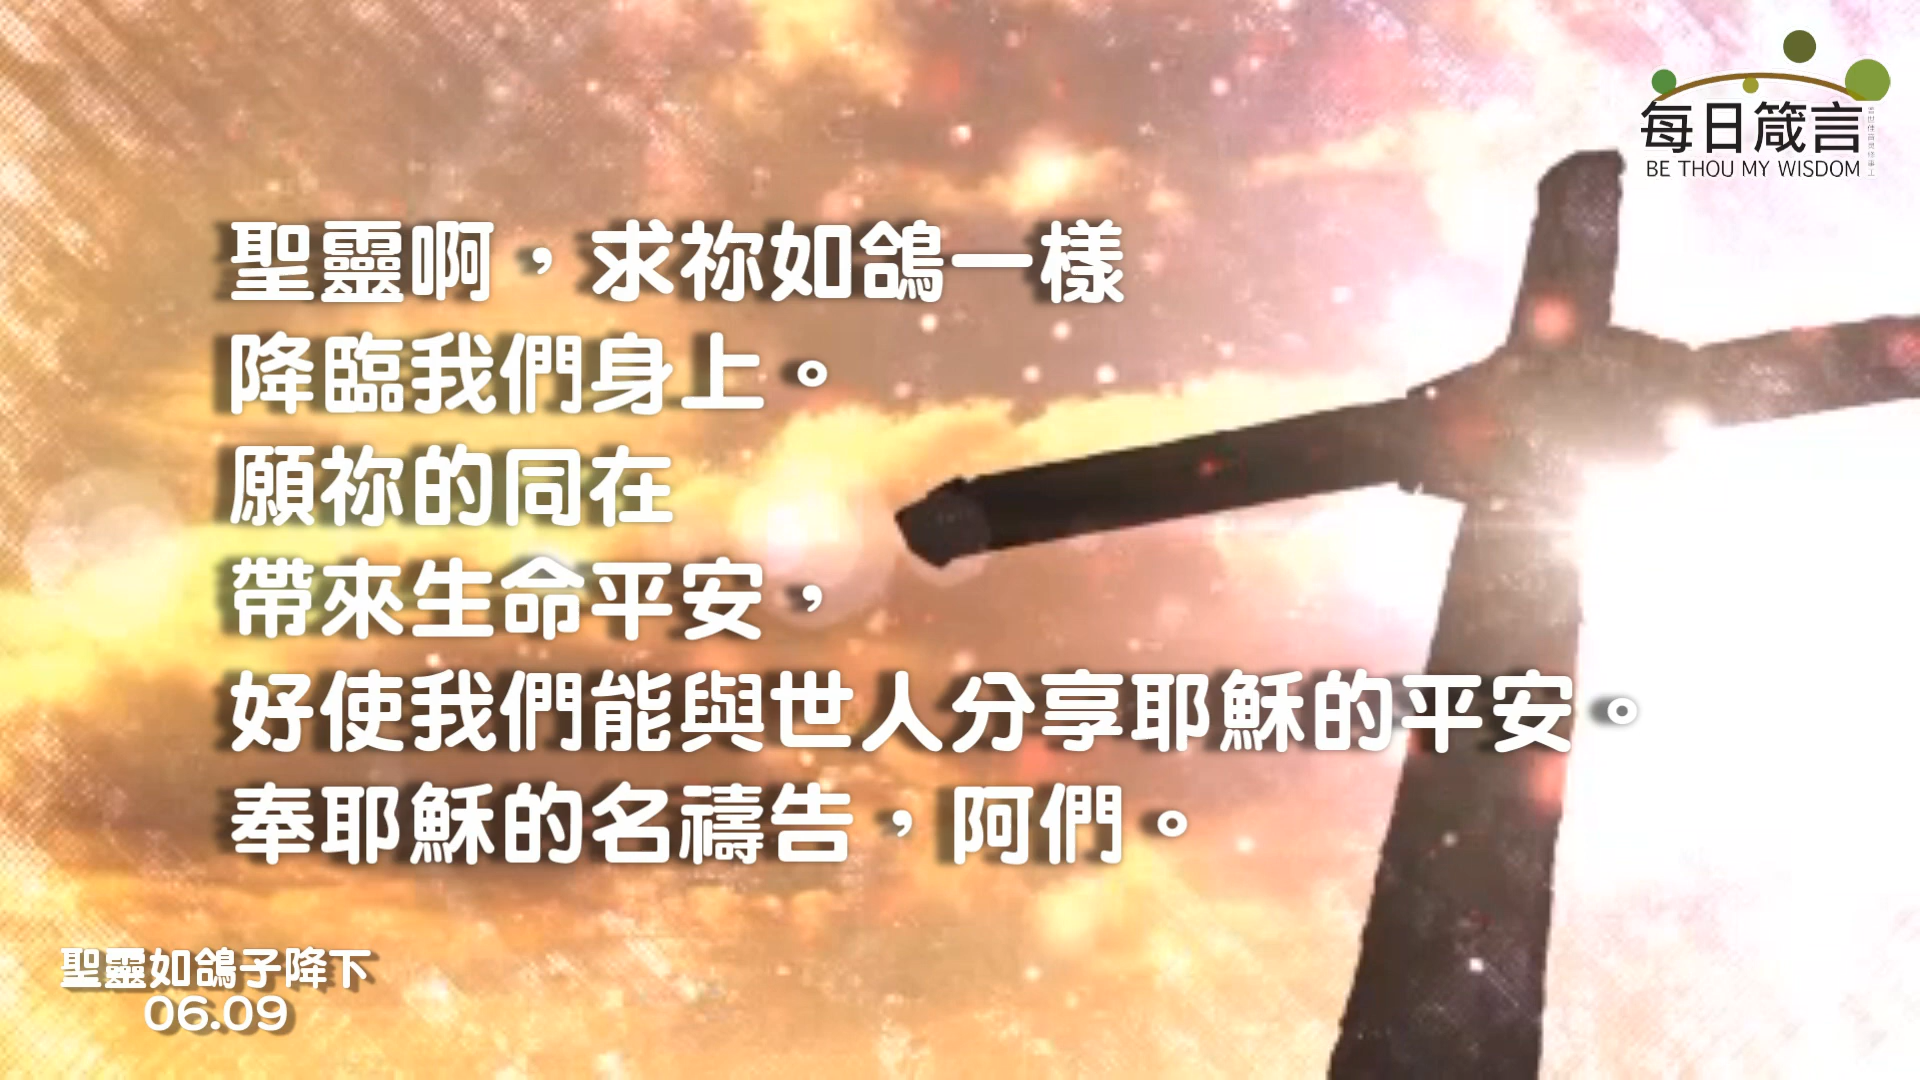 每日箴言
BE THOU MY WISDOM
聖靈啊，求祢如鴿一樣
降臨我們身上。
願祢的同在
帶來生命平安，
好使我們能與世人分享耶穌的平安。
奉耶穌的名禱告，阿們。
聖靈如鴿子降下
06.09